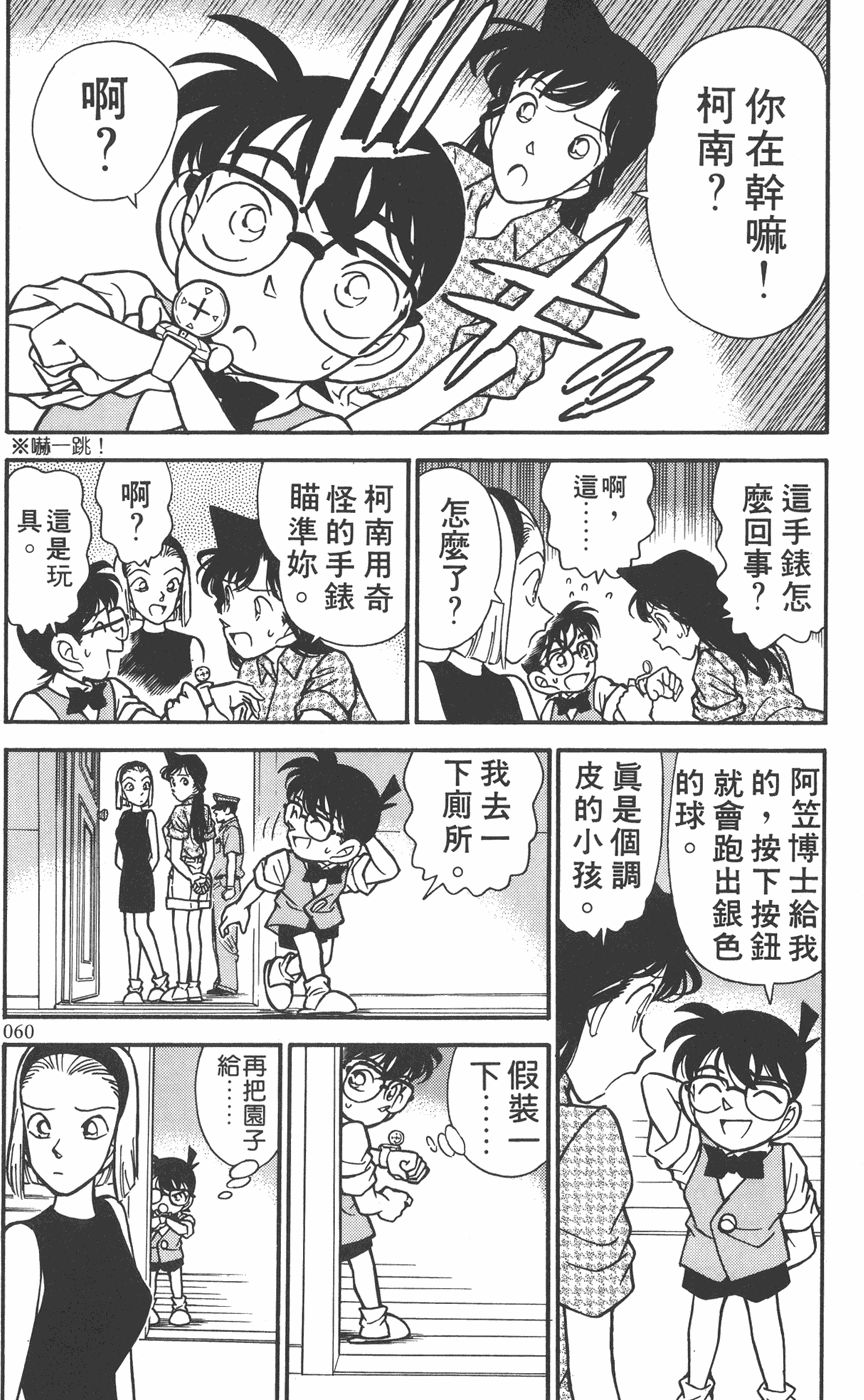 你在幹嘛！
柯南？
啊？
※嚇一跳！
這手錶怎
麼回事？
啊，
這……
怎麼了？
柯南用奇
怪的手錶
瞄準妳。
啊？
這是玩
具。
阿笠博士給我
的，按下按鈕
就會跑出銀色
的球。
眞是個調
皮的小孩。
我去一
下廁所。
060
假裝一
下……
再把園子
給……